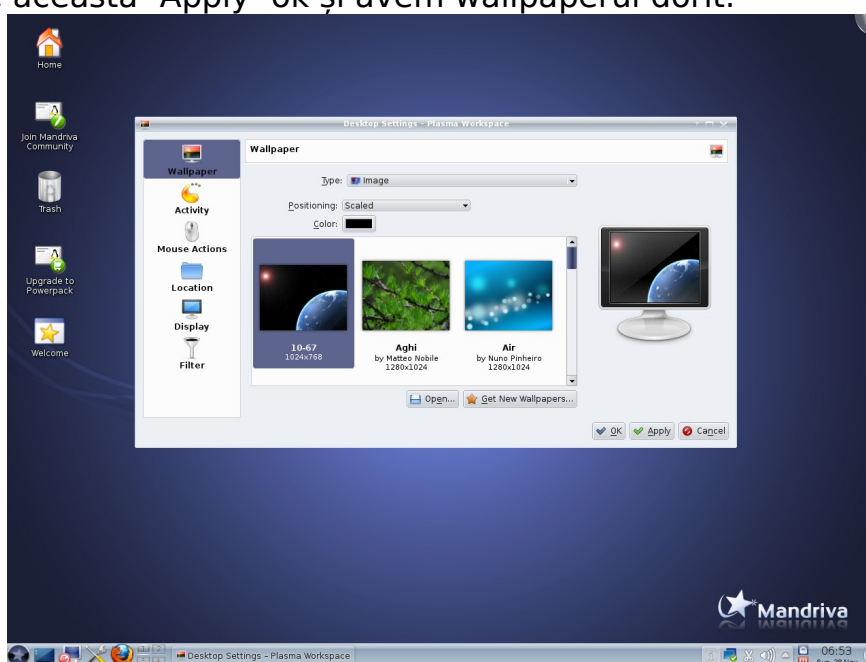 aceasta "Apply" ok și avem wallpaperul dorit.
Home
Join Mandriva
Community
Trash
Upgrade to
Powerpack
Welcome
Desktop Settings - Plasma Workspace
Wallpaper
Activity
Mouse Actions
Location
Display
Filter
Wallpaper
Type: Image
Positioning: Scaled
Color:
10-67
1024x768
Aghi
by Matteo Nobile
1280x1024
Air
by Nuno Pinheiro
1280x1024
Open...
Get New Wallpapers...
OK
Apply
Cancel
Mandriva
Desktop Settings - Plasma Workspace
06:53